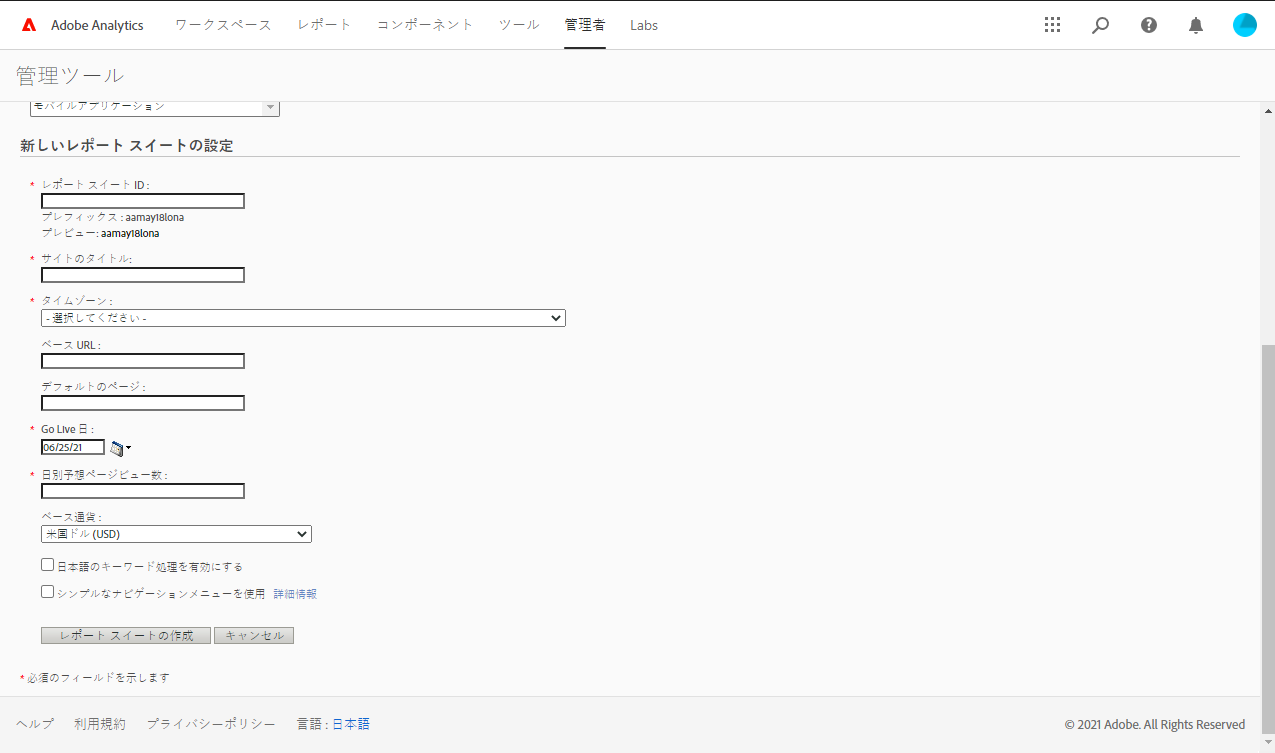 Adobe Analytics ワークスペース レポート コンポーネント ツール 管理者 Labs
管理ツール
モバイルアプリケーション
新しいレポート スイートの設定
* レポート スイート ID :
プレフィックス : aamay18lona
プレビュー: aamay18lona
* サイトのタイトル:
* タイムゾーン :
- 選択してください -
ベース URL :
デフォルトのページ :
* Go Live 日 :
06/25/21
* 日別予想ページビュー数 :
ベース通貨 :
米国ドル (USD)
日本語のキーワード処理を有効にする
シンプルなナビゲーションメニューを使用 詳細情報
レポート スイートの作成 キャンセル
* 必須のフィールドを示します
ヘルプ 利用規約 プライバシーポリシー 言語 : 日本語 © 2021 Adobe. All Rights Reserved